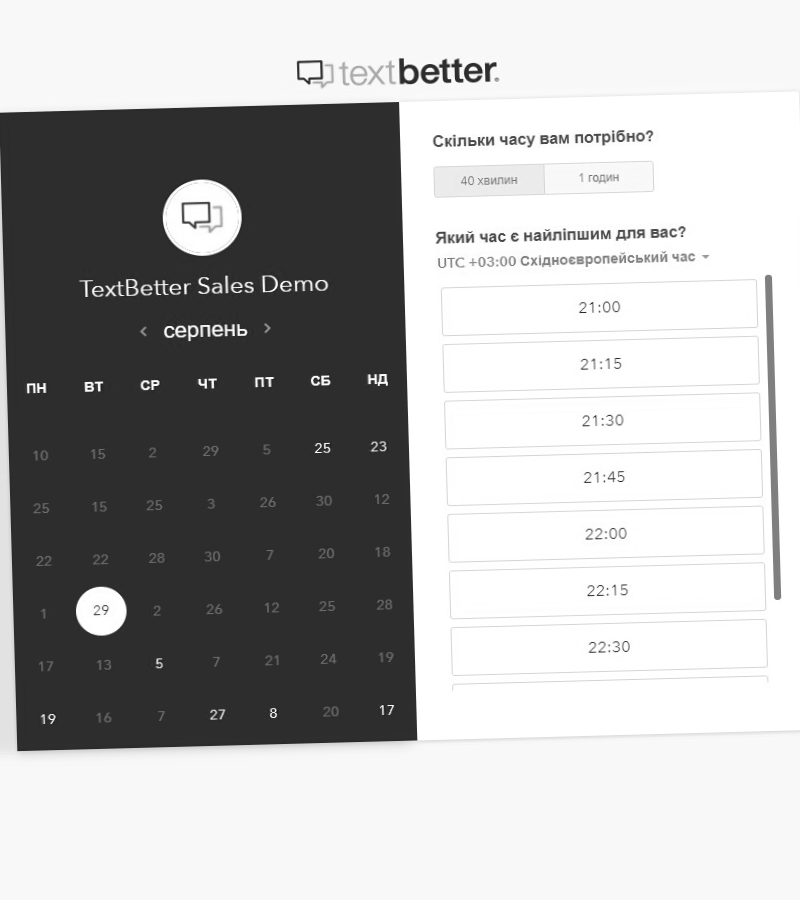 textbetter.
TextBetter Sales Demo
серпень
ПН ВТ СР ЧТ ПТ СБ НД
10 15 2 29 5 25 23
25 15 25 3 26 30 12
22 22 28 30 7 20 18
1 29 2 26 12 25 28
17 13 5 7 21 24 19
19 16 7 27 8 20 17
Скільки часу вам потрібно?
40 хвилин 1 годин
Який час є найліпшим для вас?
UTC +03:00 Східноєвропейський час
21:00
21:15
21:30
21:45
22:00
22:15
22:30